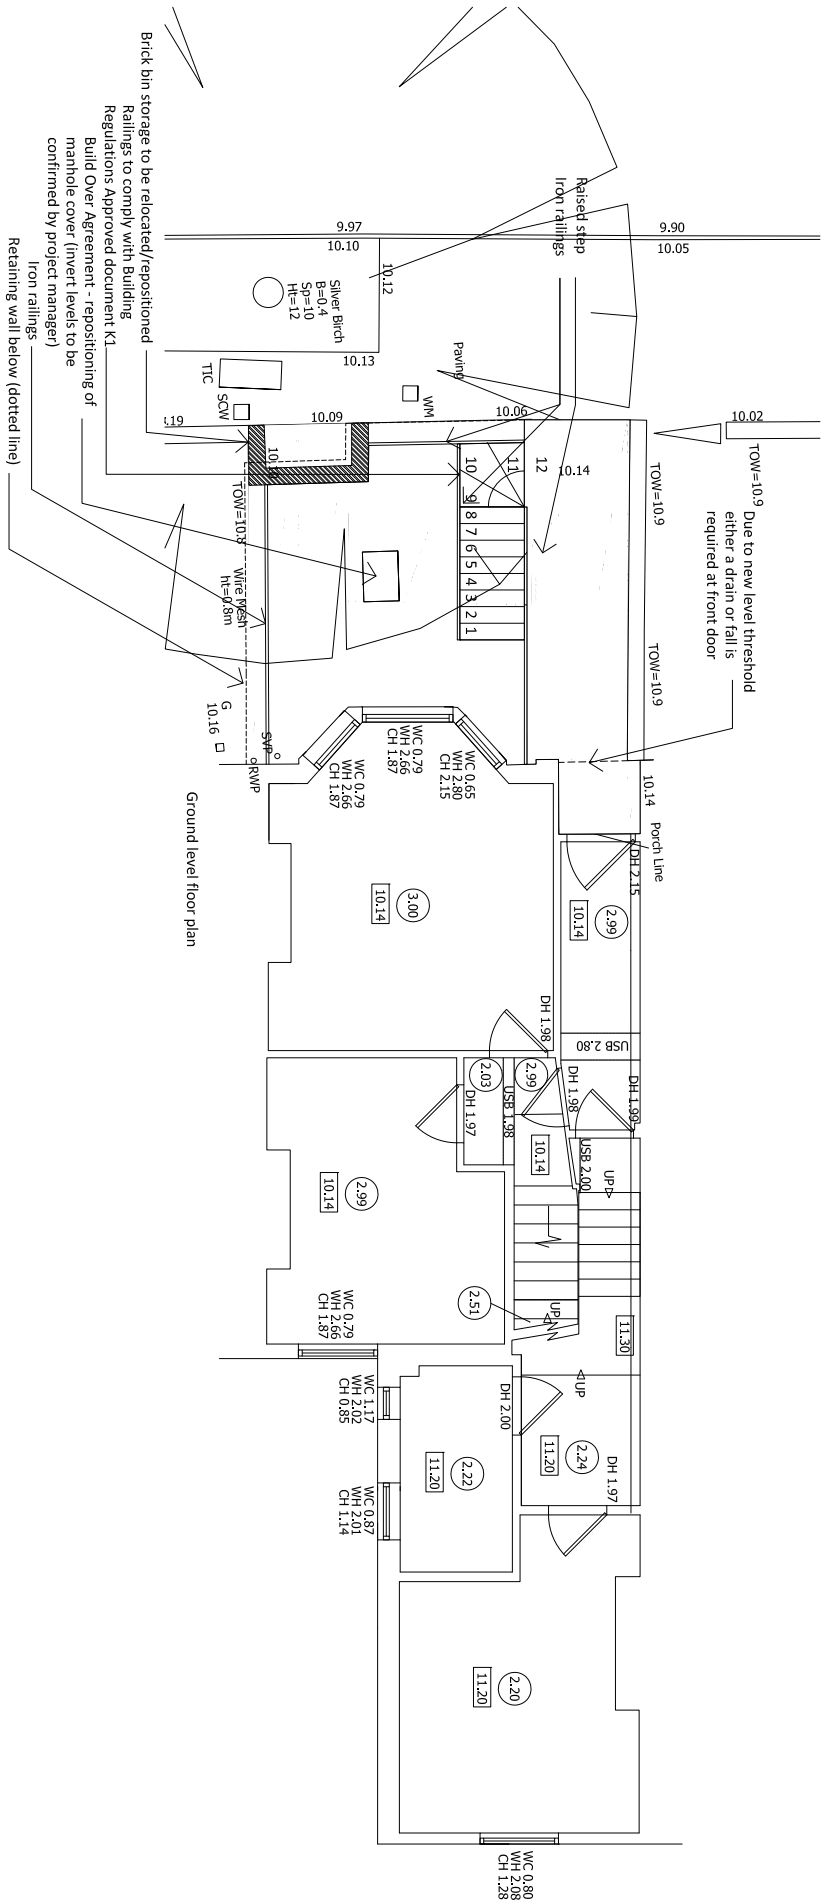 Brick bin storage to be relocated/repositioned
Railings to comply with Building
Regulations Approved document K1
Build Over Agreement - repositioning of
manhole cover (invert levels to be
confirmed by project manager)
Iron railings
Retaining wall below (dotted line)
Raised step
Iron railings
9.97
10.10
9.90
10.05
10.12
Silver Birch
B=0.4
Sp=10
Ht=12
10.13
TIC
SCW
WM
Paving
.19
10.09
10.06
10.02
TOW=10.9
Due to new level threshold
either a drain or fall is
required at front door
12
11
10
9
8
7
6
5
4
3
2
1
10.14
TOW=10.9
TOW=10.9
TOW=10.8
Wire Mesh
ht=0.8m
G
10.16
SVP
RWP
WC 0.79
WH 2.66
CH 1.87
WC 0.79
WH 2.66
CH 1.87
WC 0.65
WH 2.80
CH 2.15
10.14
Porch Line
DH 2.15
Ground level floor plan
3.00
10.14
2.99
10.14
DH 1.98
USB 2.80
2.03
2.99
DH 1.98
DH 1.99
DH 1.97
USB 1.98
10.14
USB 2.00
UP
2.99
10.14
2.51
UP
11.30
WC 0.79
WH 2.66
CH 1.87
UP
WC 1.17
WH 2.02
CH 0.85
DH 2.00
2.22
11.20
2.24
11.20
DH 1.97
WC 0.87
WH 2.01
CH 1.14
2.20
11.20
WC 0.80
WH 2.08
CH 1.28